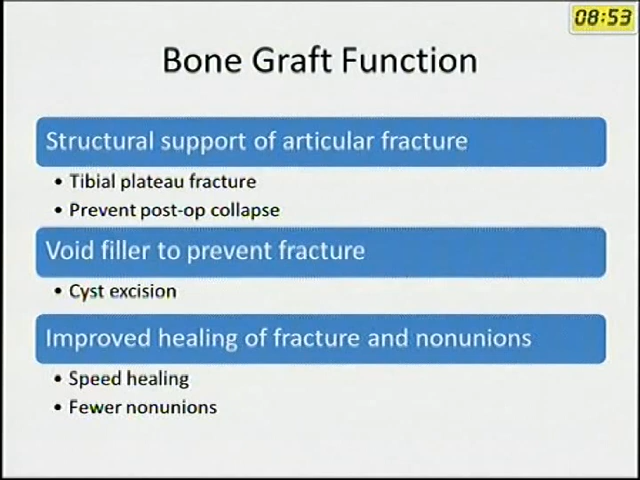 08:53
Bone Graft Function
Structural support of articular fracture
• Tibial plateau fracture
• Prevent post-op collapse
Void filler to prevent fracture
• Cyst excision
Improved healing of fracture and nonunions
• Speed healing
• Fewer nonunions